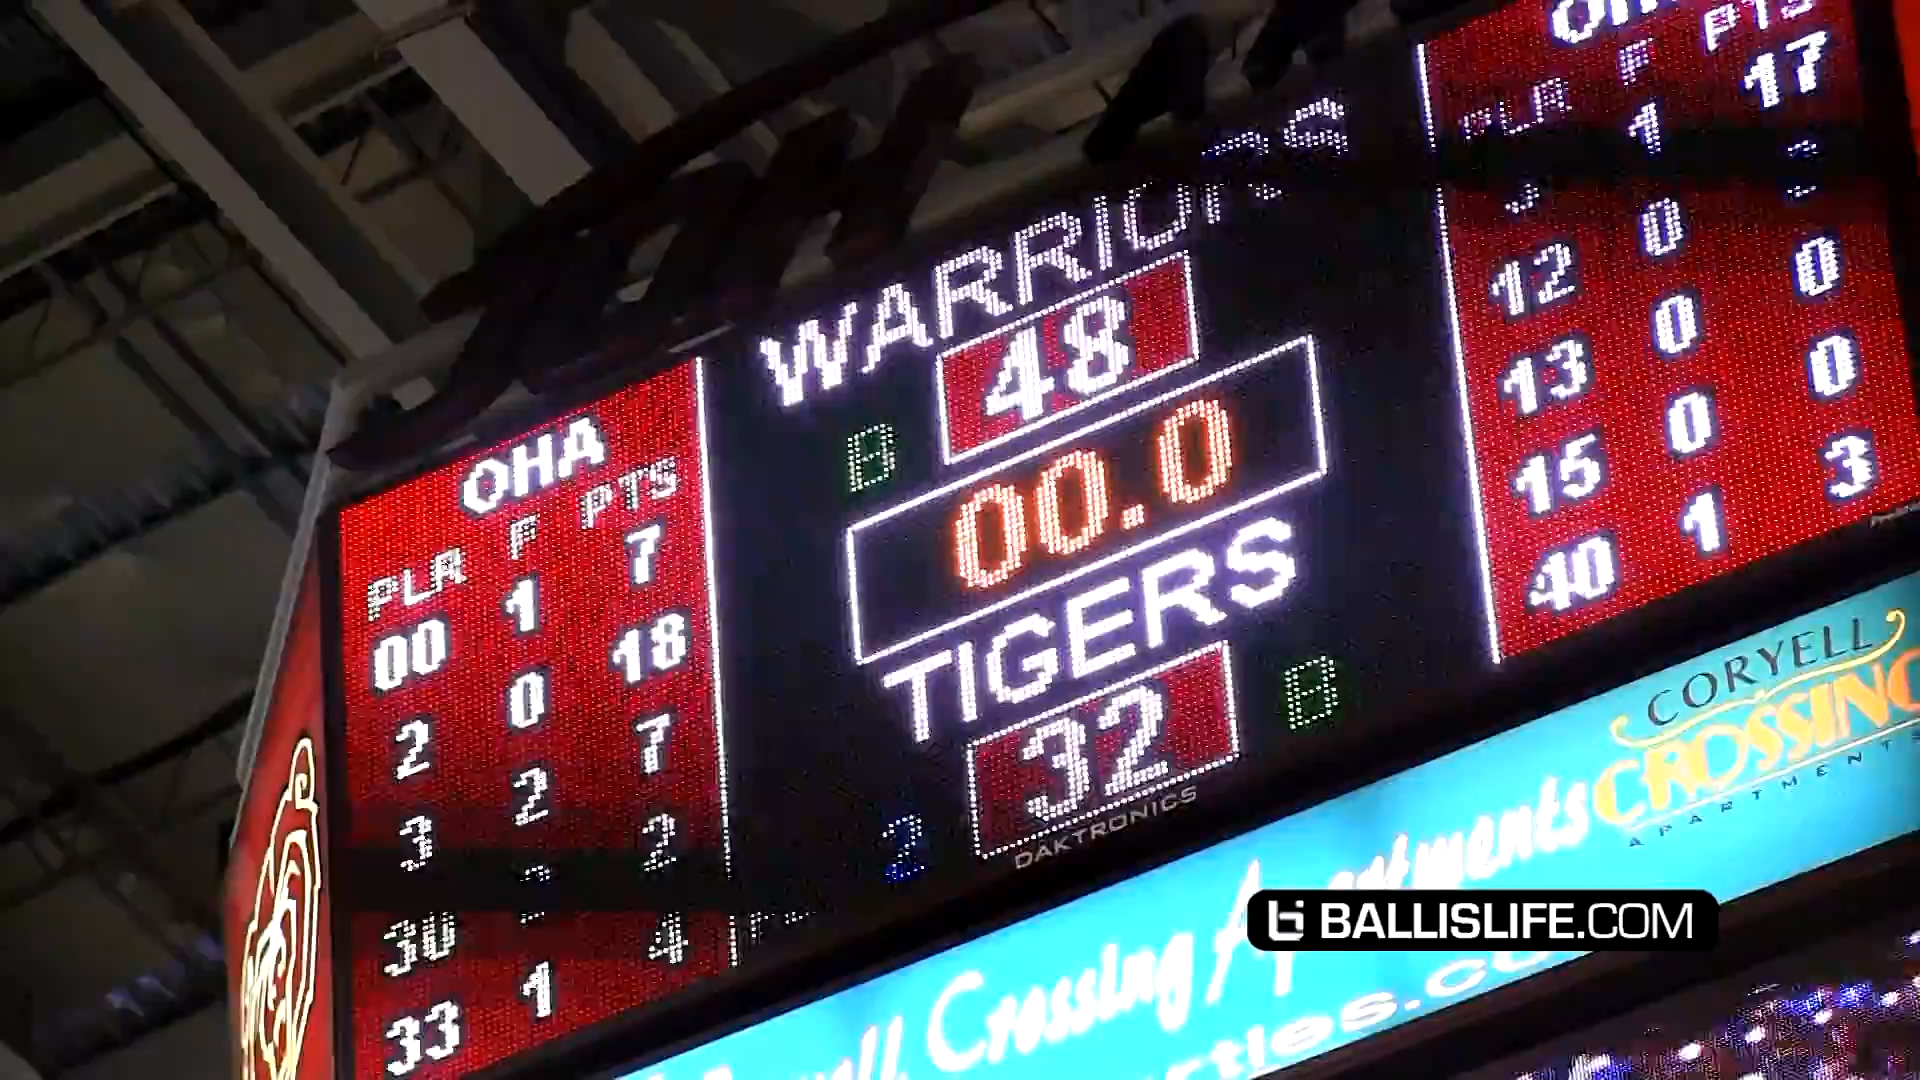 WARRIORS
48
B
00.0
TIGERS
32
B
2
DAKTRONICS
OHA
PLR F PTS
00 1 7
2 0 18
3 2 7
30 2
33 1 4
PLR F PTS
1 17
12 0
13 0 0
15 0 0
40 1 3
CORYELL
CROSSING
APARTMENTS
Crossing Apartments
BALLISLIFE.COM